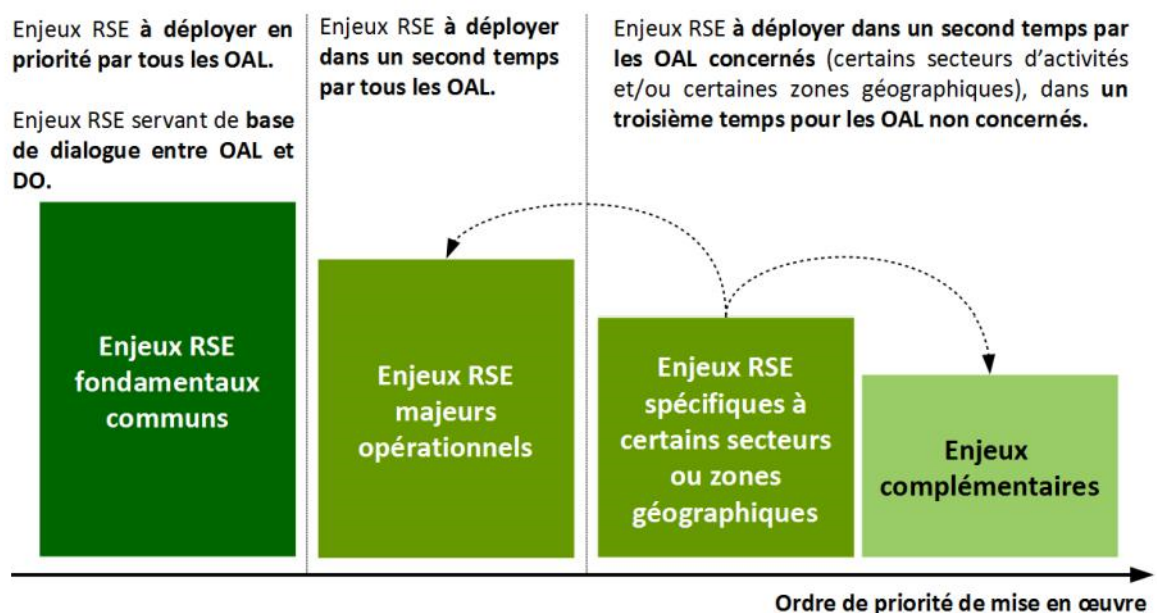 Enjeux RSE à déployer en
priorité par tous les OAL.
Enjeux RSE servant de base
de dialogue entre OAL et
DO.
Enjeux RSE à déployer
dans un second temps
par tous les OAL.
Enjeux RSE à déployer dans un second temps par
les OAL concernés (certains secteurs d’activités
et/ou certaines zones géographiques), dans un
troisième temps pour les OAL non concernés.
Enjeux RSE
fondamentaux
communs
Enjeux RSE
majeurs
opérationnels
Enjeux RSE
spécifiques à
certains secteurs
ou zones
géographiques
Enjeux
complémentaires
Ordre de priorité de mise en œuvre